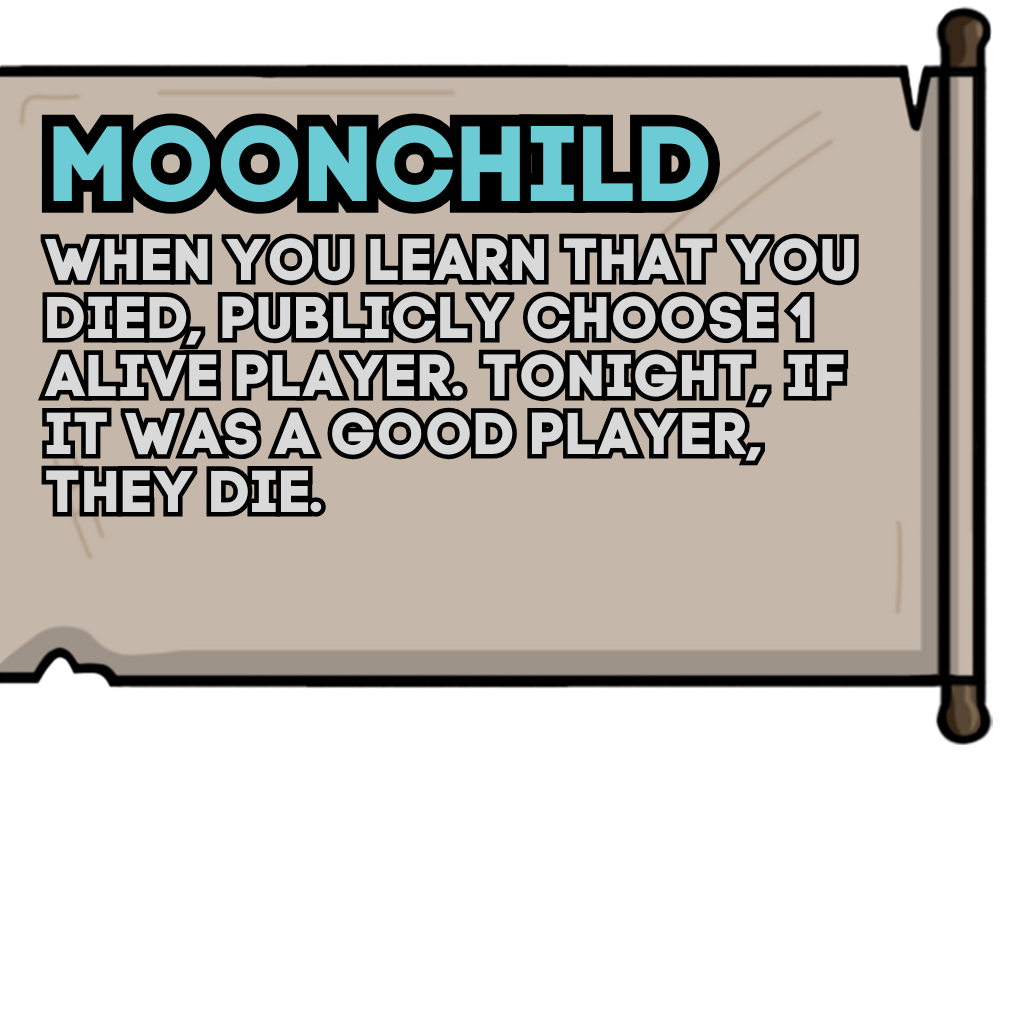 MOONCHILD
WHEN YOU LEARN THAT YOU
DIED, PUBLICLY CHOOSE 1
ALIVE PLAYER. TONIGHT, IF
IT WAS A GOOD PLAYER,
THEY DIE.